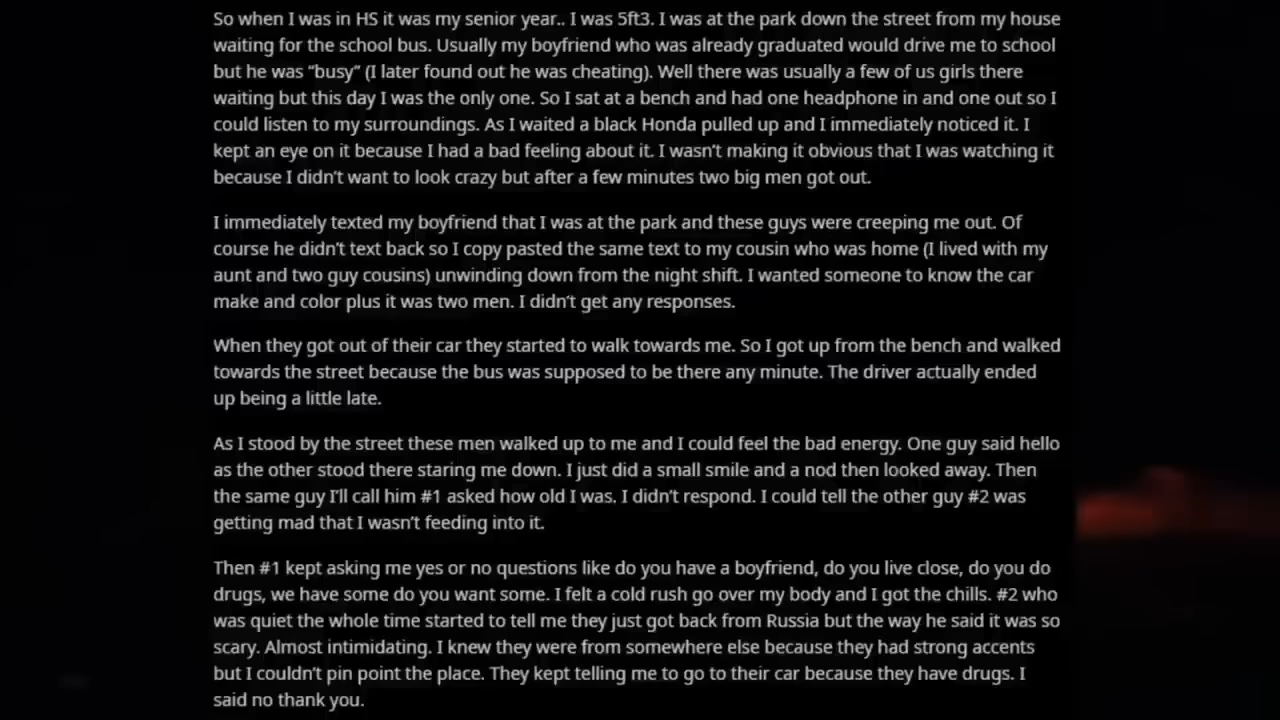 So when I was in HS it was my senior year.. I was 5ft3. I was at the park down the street from my house
waiting for the school bus. Usually my boyfriend who was already graduated would drive me to school
but he was “busy” (I later found out he was cheating). Well there was usually a few of us girls there
waiting but this day I was the only one. So I sat at a bench and had one headphone in and one out so I
could listen to my surroundings. As I waited a black Honda pulled up and I immediately noticed it. I
kept an eye on it because I had a bad feeling about it. I wasn’t making it obvious that I was watching it
because I didn’t want to look crazy but after a few minutes two big men got out.
I immediately texted my boyfriend that I was at the park and these guys were creeping me out. Of
course he didn’t text back so I copy pasted the same text to my cousin who was home (I lived with my
aunt and two guy cousins) unwinding down from the night shift. I wanted someone to know the car
make and color plus it was two men. I didn’t get any responses.
When they got out of their car they started to walk towards me. So I got up from the bench and walked
towards the street because the bus was supposed to be there any minute. The driver actually ended
up being a little late.
As I stood by the street these men walked up to me and I could feel the bad energy. One guy said hello
as the other stood there staring me down. I just did a small smile and a nod then looked away. Then
the same guy I’ll call him #1 asked how old I was. I didn’t respond. I could tell the other guy #2 was
getting mad that I wasn’t feeding into it.
Then #1 kept asking me yes or no questions like do you have a boyfriend, do you live close, do you do
drugs, we have some do you want some. I felt a cold rush go over my body and I got the chills. #2 who
was quiet the whole time started to tell me they just got back from Russia but the way he said it was so
scary. Almost intimidating. I knew they were from somewhere else because they had strong accents
but I couldn’t pin point the place. They kept telling me to go to their car because they have drugs. I
said no thank you.